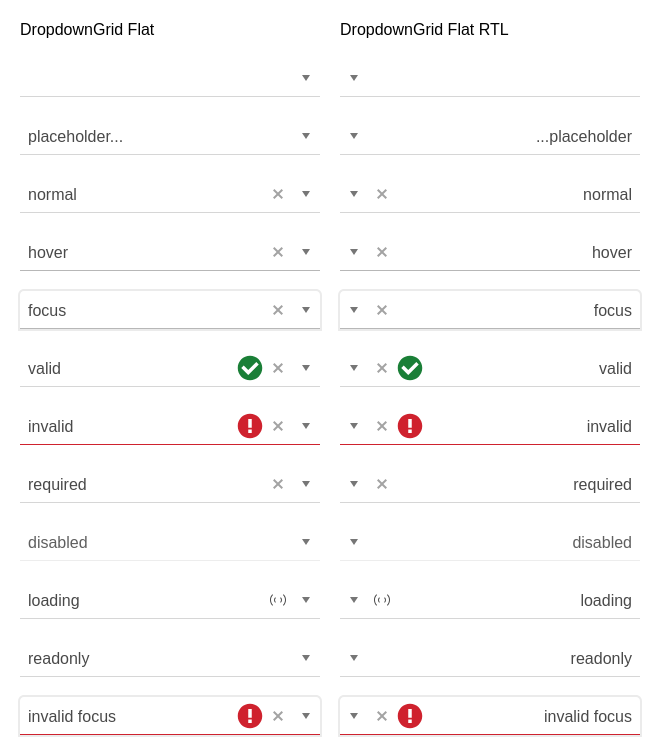 DropdownGrid Flat
DropdownGrid Flat RTL
placeholder...
...placeholder
normal
normal
hover
hover
focus
focus
valid
valid
invalid
invalid
required
required
disabled
disabled
loading
loading
readonly
readonly
invalid focus
invalid focus